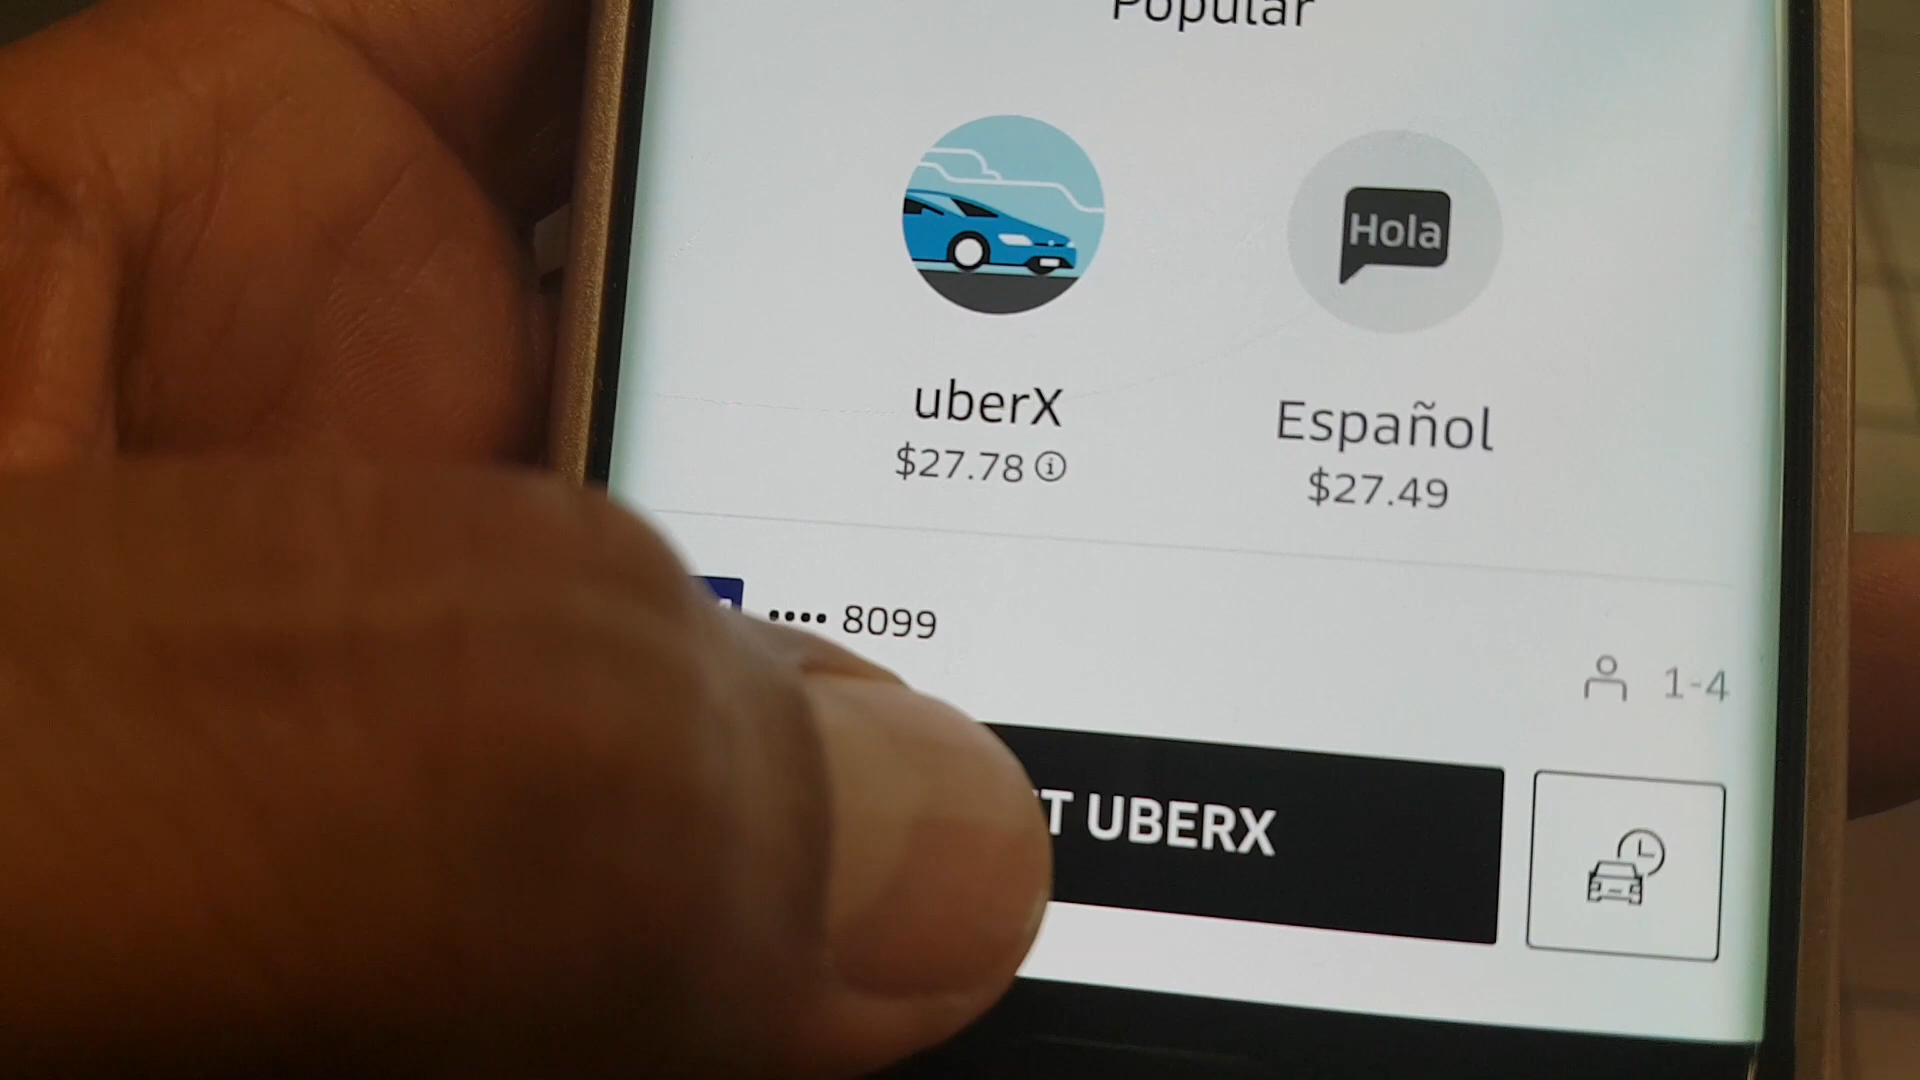 Popular
Hola
uberX
Español
$27.78
$27.49
•••• 8099
1-4
UBERX